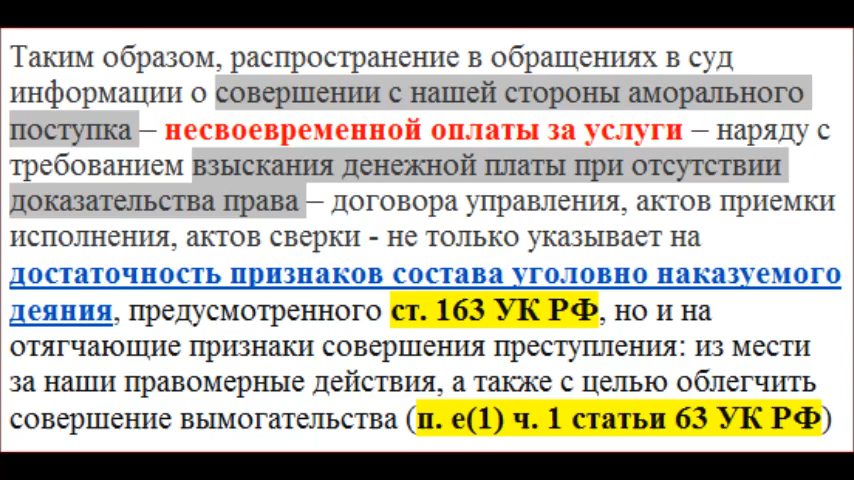 Таким образом, распространение в обращениях в суд
информации о совершении с нашей стороны аморального
поступка – несвоевременной оплаты за услуги – наряду с
требованием взыскания денежной платы при отсутствии
доказательства права – договора управления, актов приемки
исполнения, актов сверки - не только указывает на
достаточность признаков состава уголовно наказуемого
деяния, предусмотренного ст. 163 УК РФ, но и на
отягчающие признаки совершения преступления: из мести
за наши правомерные действия, а также с целью облегчить
совершение вымогательства (п. е(1) ч. 1 статьи 63 УК РФ)